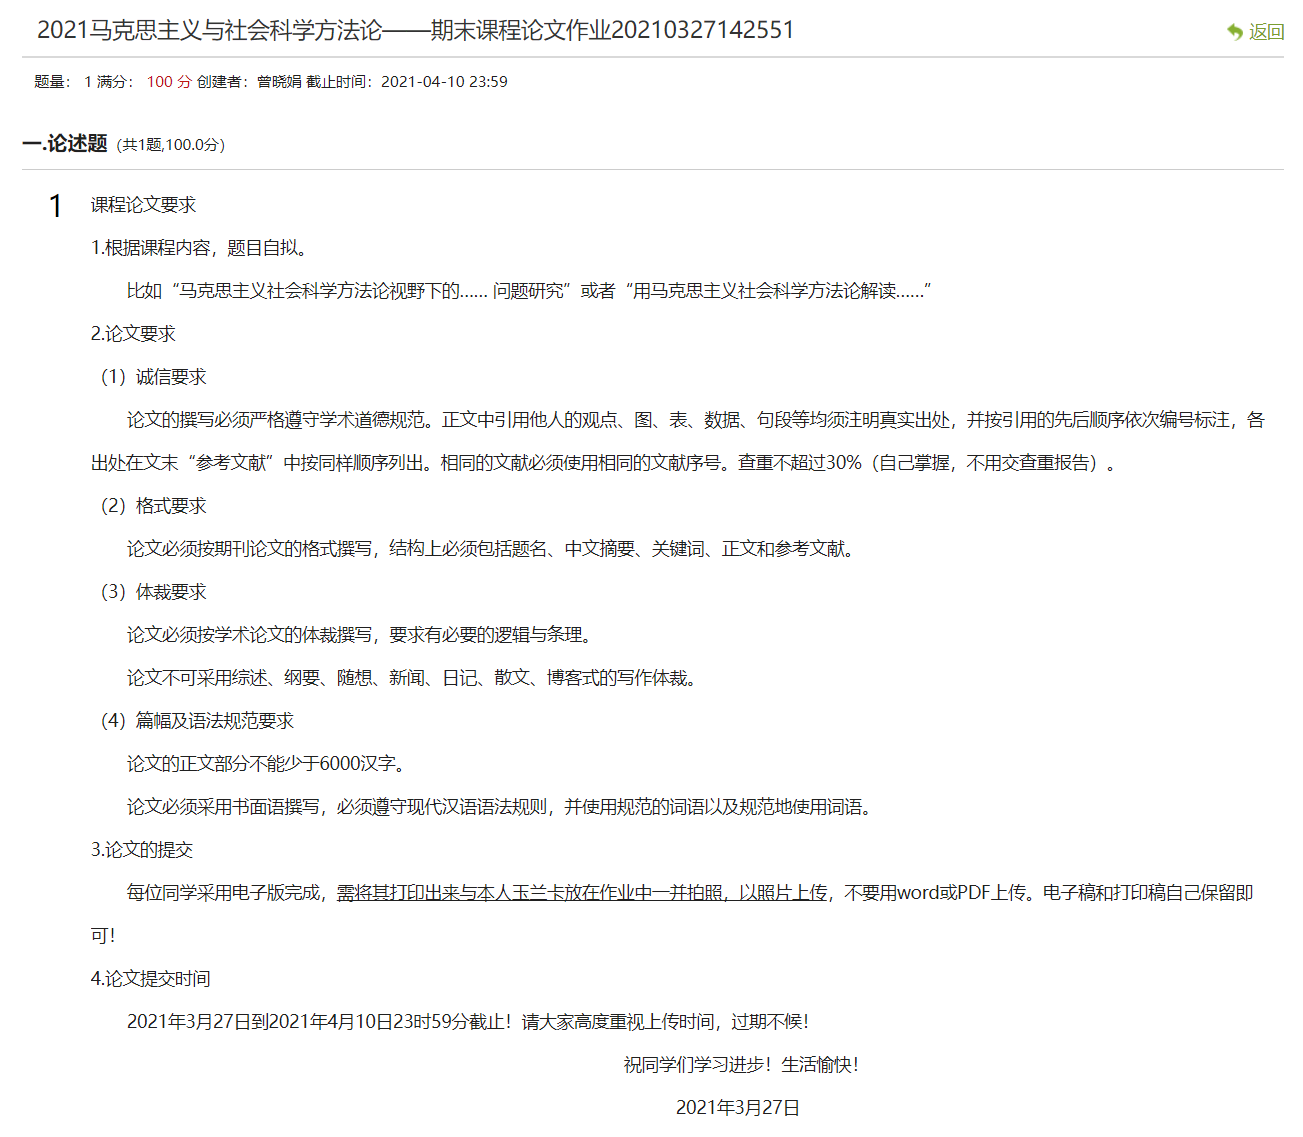 2021马克思主义与社会科学方法论——期末课程论文作业20210327142551
返回
题量： 1 满分： 100 分 创建者：曾晓娟 截止时间：2021-04-10 23:59
一.论述题（共1题,100.0分）
1 课程论文要求
1.根据课程内容，题目自拟。
比如“马克思主义社会科学方法论视野下的...... 问题研究”或者“用马克思主义社会科学方法论解读......”
2.论文要求
（1）诚信要求
论文的撰写必须严格遵守学术道德规范。正文中引用他人的观点、图、表、数据、句段等均须注明真实出处，并按引用的先后顺序依次编号标注，各
出处在文末“参考文献”中按同样顺序列出。相同的文献必须使用相同的文献序号。查重不超过30%（自己掌握，不用交查重报告）。
（2）格式要求
论文必须按期刊论文的格式撰写，结构上必须包括题名、中文摘要、关键词、正文和参考文献。
（3）体裁要求
论文必须按学术论文的体裁撰写，要求有必要的逻辑与条理。
论文不可采用综述、纲要、随想、新闻、日记、散文、博客式的写作体裁。
（4）篇幅及语法规范要求
论文的正文部分不能少于6000汉字。
论文必须采用书面语撰写，必须遵守现代汉语语法规则，并使用规范的词语以及规范地使用词语。
3.论文的提交
每位同学采用电子版完成，需将其打印出来与本人玉兰卡放在作业中一并拍照，以照片上传，不要用word或PDF上传。电子稿和打印稿自己保留即
可！
4.论文提交时间
2021年3月27日到2021年4月10日23时59分截止！请大家高度重视上传时间，过期不候！
祝同学们学习进步！生活愉快！
2021年3月27日